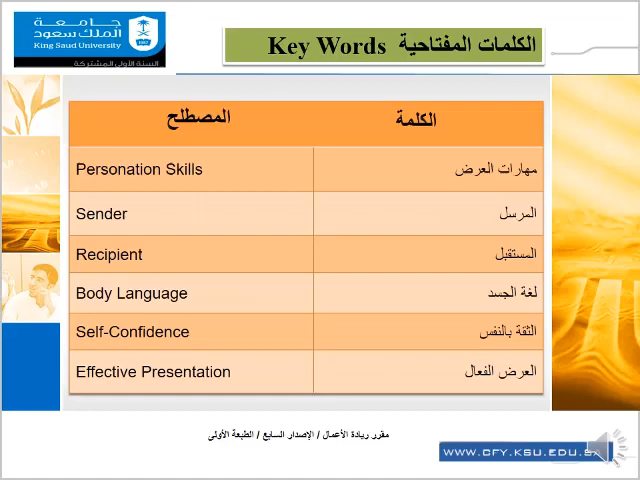 جامعة
الملك سعود
King Saud University
السنة الأولى المشتركة
الكلمات المفتاحية Key Words
الكلمة المصطلح
مهارات العرض Personation Skills
المرسل Sender
المستقبل Recipient
لغة الجسد Body Language
الثقة بالنفس Self-Confidence
العرض الفعال Effective Presentation
مقرر ريادة الأعمال / الإصدار السابع / الطبعة الأولى
WWW.CFY.KSU.EDU.SA